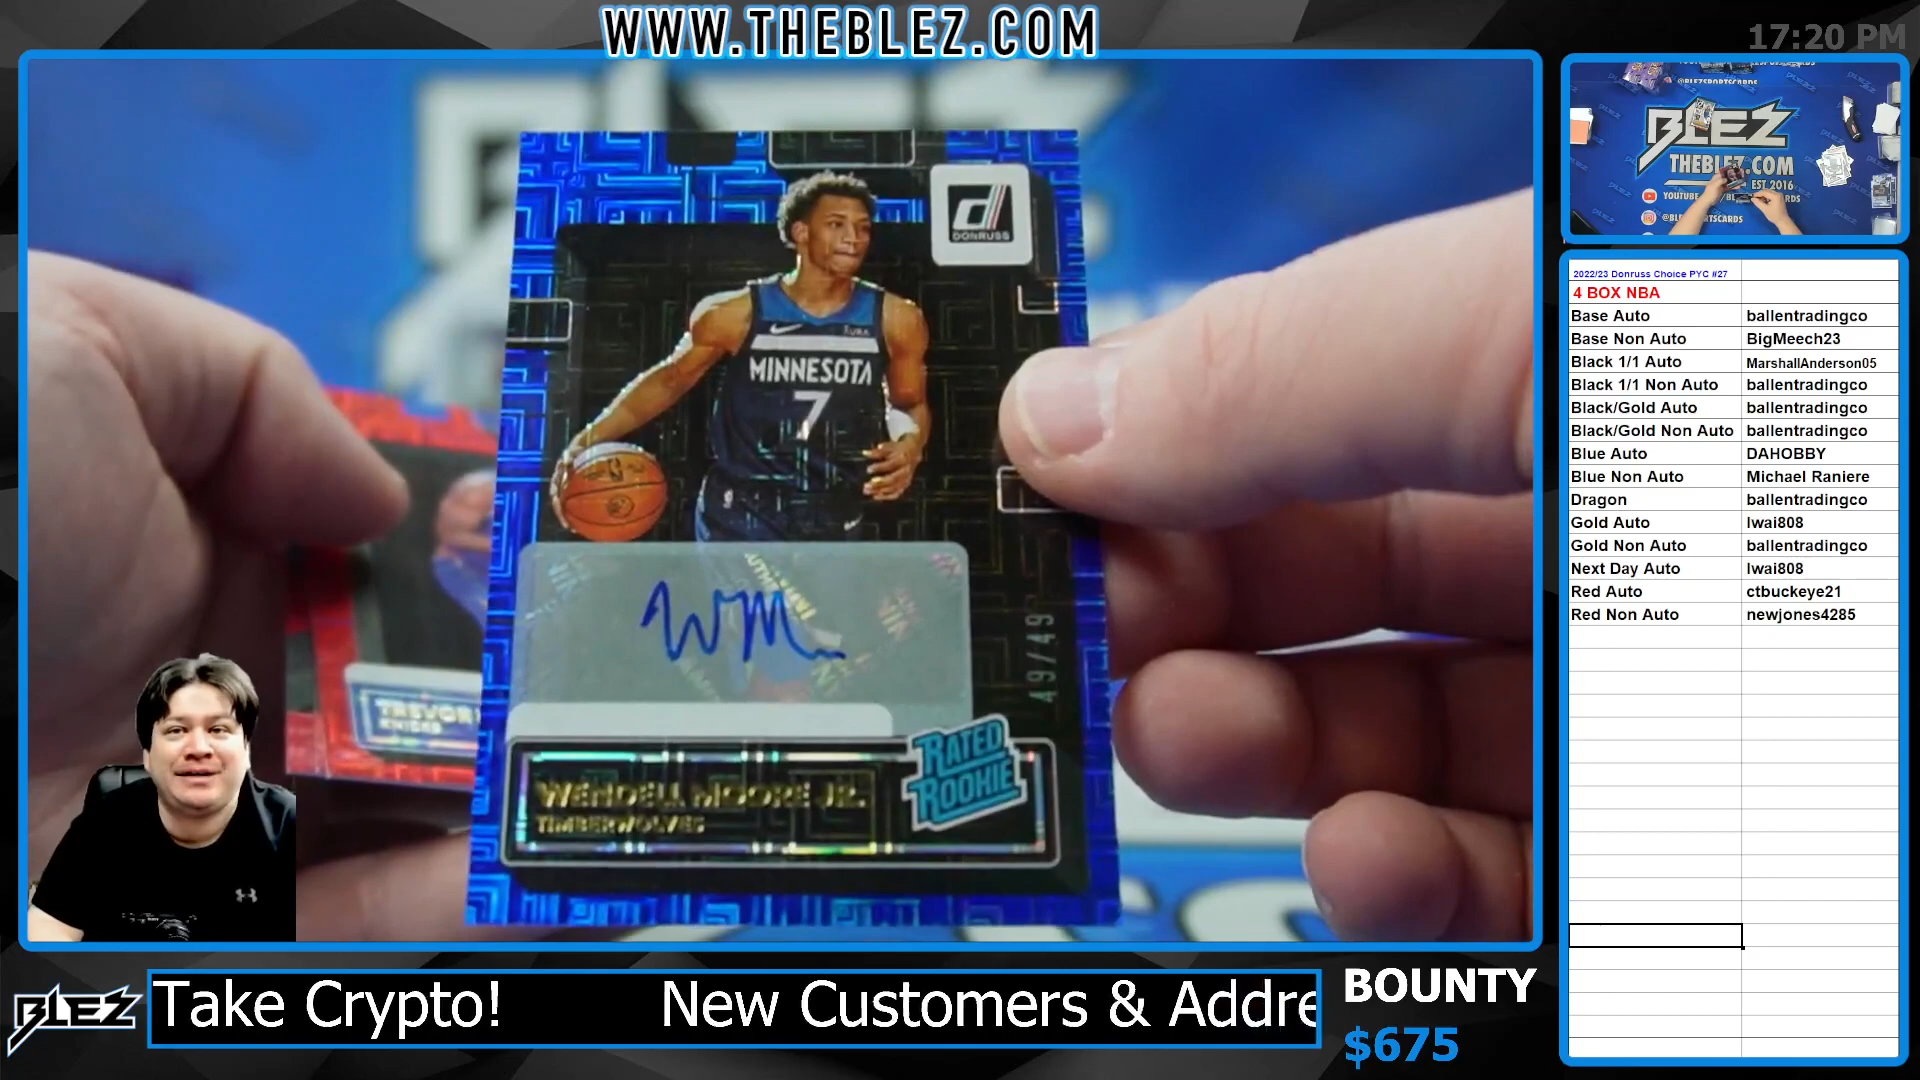 WWW.THEBLEZ.COM
17:20 PM
DONRUSS
MINNESOTA
7
49/49
WM
RATED
ROOKIE
WENDELL MOORE JR.
TIMBERWOLVES
TREVOR
BLEZ
THEBLEZ.COM
EST 2016
2022/23 Donruss Choice PYC #27
4 BOX NBA
Base Auto ballentradingco
Base Non Auto BigMeech23
Black 1/1 Auto MarshallAnderson05
Black 1/1 Non Auto ballentradingco
Black/Gold Auto ballentradingco
Black/Gold Non Auto ballentradingco
Blue Auto DAHOBBY
Blue Non Auto Michael Raniere
Dragon ballentradingco
Gold Auto lwai808
Gold Non Auto ballentradingco
Next Day Auto lwai808
Red Auto ctbuckeye21
Red Non Auto newjones4285
BLEZ
Take Crypto! New Customers & Addre
BOUNTY
$675